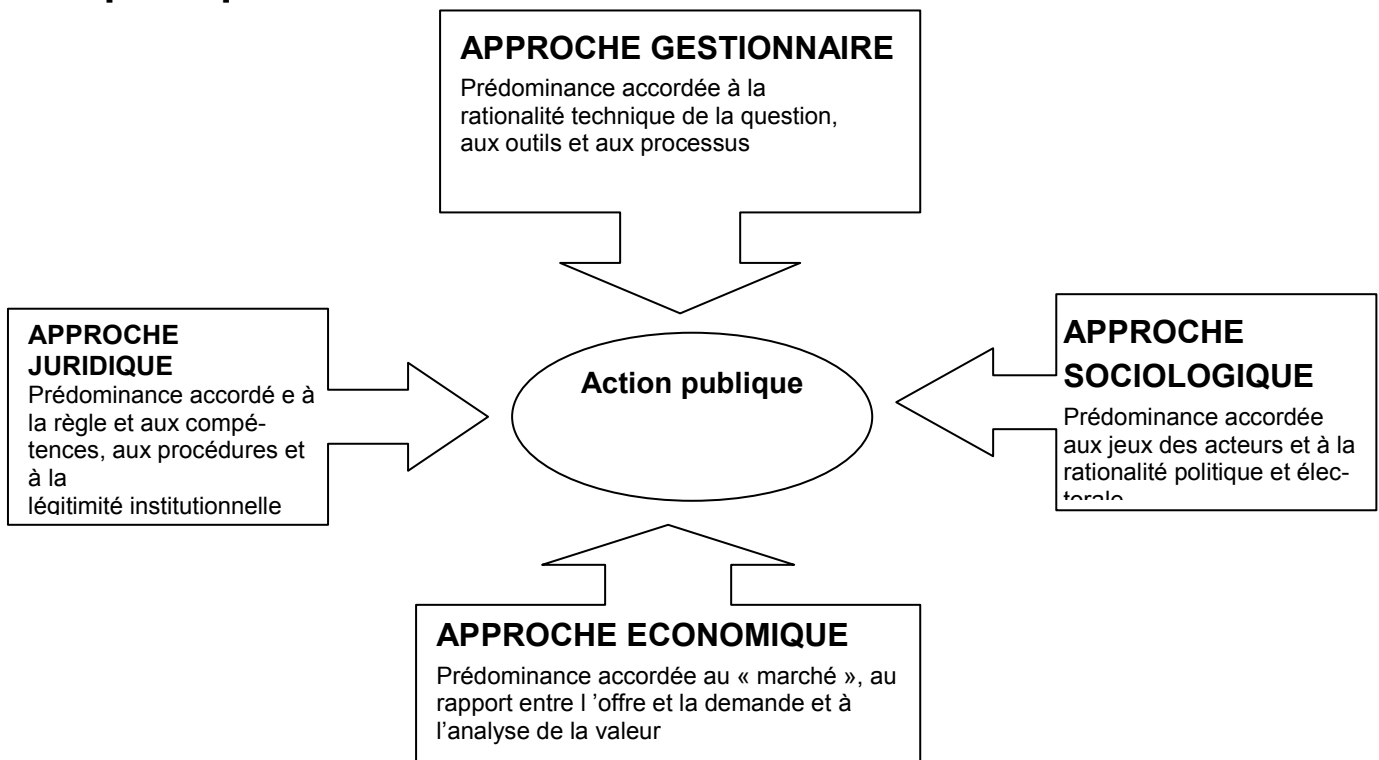 APPROCHE GESTIONNAIRE
Prédominance accordée à la
rationalité technique de la question,
aux outils et aux processus
APPROCHE
JURIDIQUE
Prédominance accord e à
la règle et aux compé-
tences, aux procédures et
à la
légitimité institutionnelle
Action publique
APPROCHE
SOCIOLOGIQUE
Prédominance accordée
aux jeux des acteurs et à la
rationalité politique et élec-
torale
APPROCHE ECONOMIQUE
Prédominance accordée au « marché », au
rapport entre l ’offre et la demande et à
l’analyse de la valeur